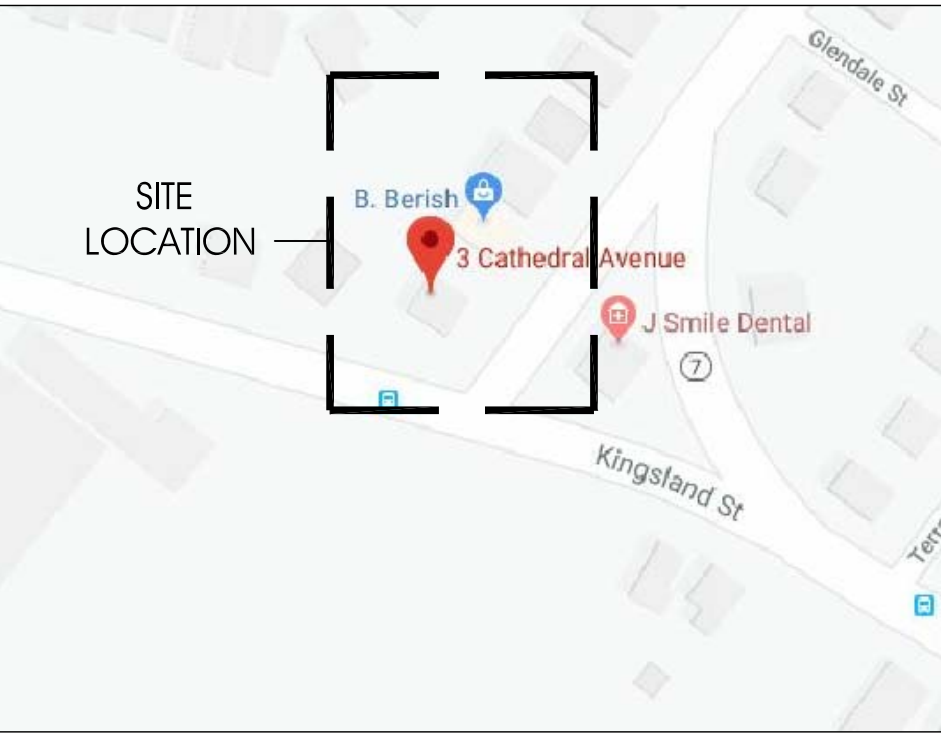 Glendale St
SITE
LOCATION
B. Berish
3 Cathedral Avenue
J Smile Dental
7
Kingsland St